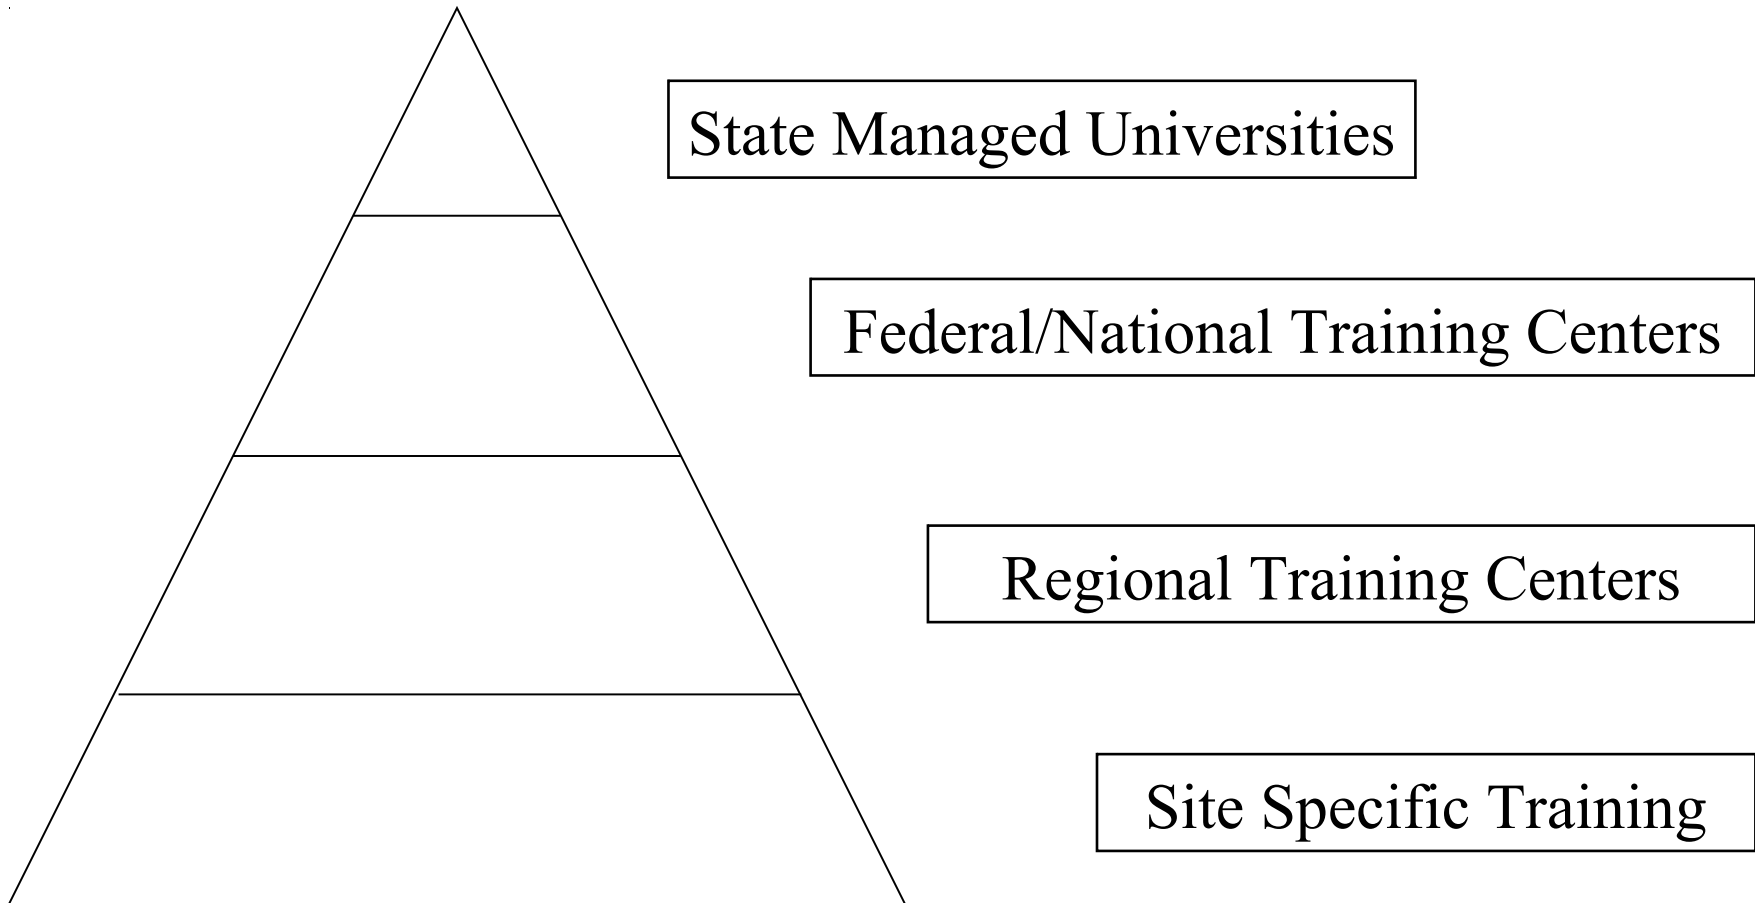 State Managed Universities
Federal/National Training Centers
Regional Training Centers
Site Specific Training